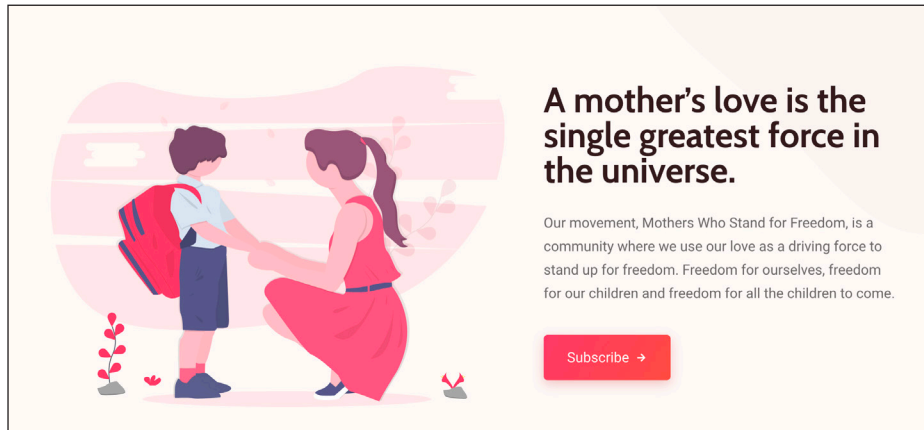 A mother’s love is the
single greatest force in
the universe.
Our movement, Mothers Who Stand for Freedom, is a
community where we use our love as a driving force to
stand up for freedom. Freedom for ourselves, freedom
for our children and freedom for all the children to come.
Subscribe →